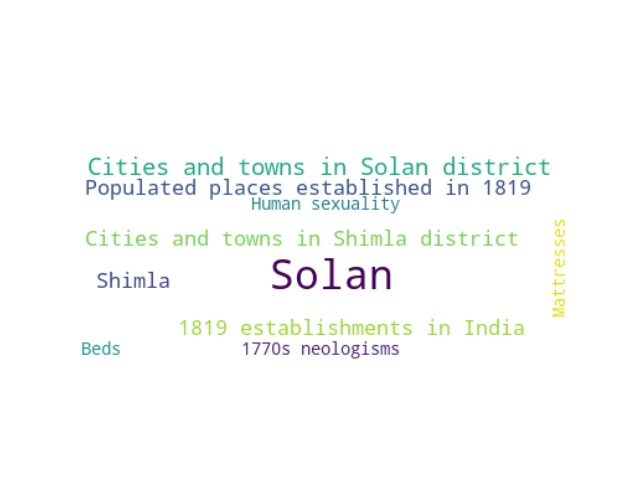 Cities and towns in Solan district
Populated places established in 1819
Human sexuality
Cities and towns in Shimla district
Mattresses
Solan
Shimla
1819 establishments in India
Beds
1770s neologisms